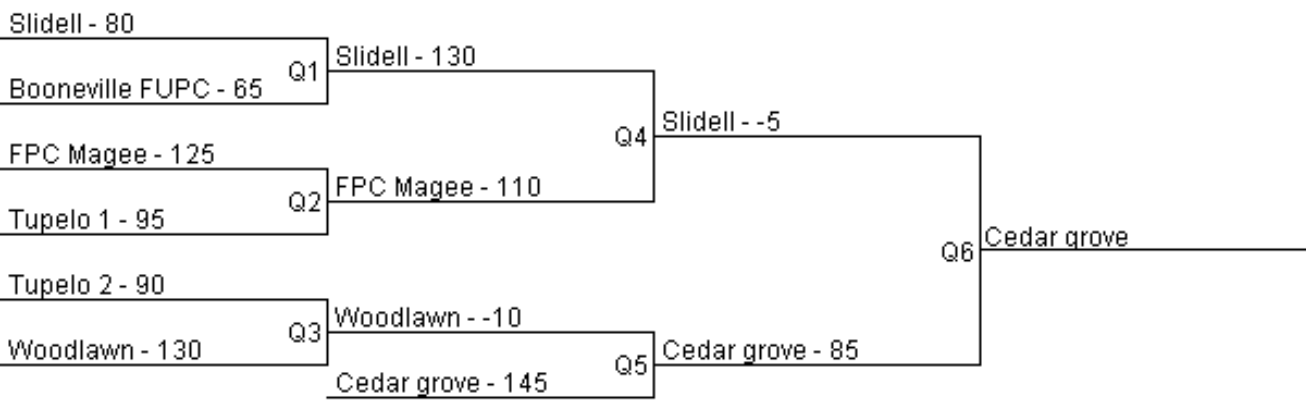 Slidell - 80
Slidell - 130
Q1
Booneville FUPC - 65
Slidell - -5
Q4
FPC Magee - 125
FPC Magee - 110
Q2
Tupelo 1 - 95
Cedar grove
Q6
Tupelo 2 - 90
Woodlawn - -10
Q3
Woodlawn - 130
Cedar grove - 85
Q5
Cedar grove - 145